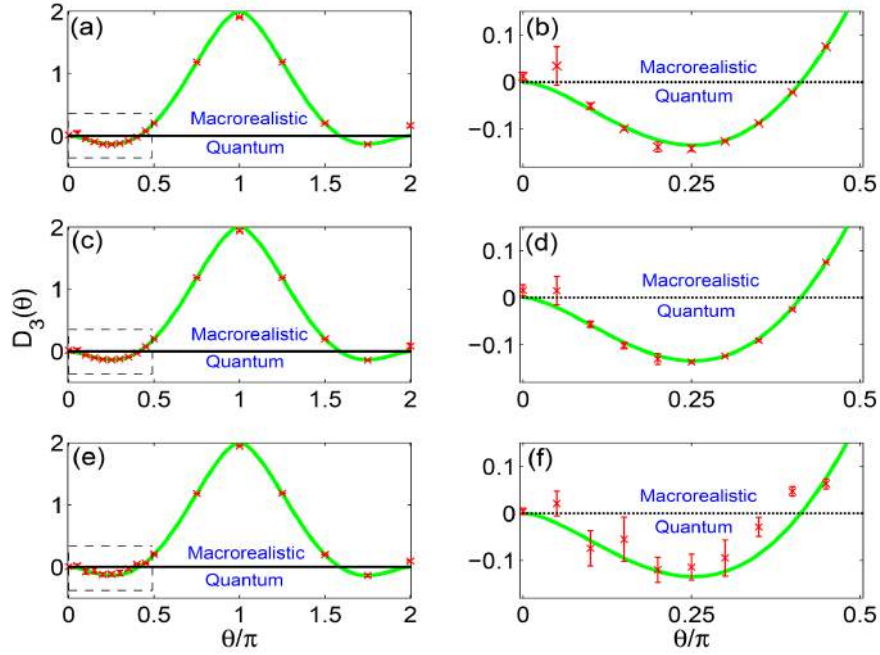 (a)
2
1
0
Macrorealistic
Quantum
0 0.5 1 1.5 2
(b)
0.1
0
−0.1
Macrorealistic
Quantum
0 0.25 0.5
(c)
2
1
0
Macrorealistic
Quantum
0 0.5 1 1.5 2
D₃(θ)
(d)
0.1
0
−0.1
Macrorealistic
Quantum
0 0.25 0.5
(e)
2
1
0
Macrorealistic
Quantum
0 0.5 1 1.5 2
θ/π
(f)
0.1
0
−0.1
Macrorealistic
Quantum
0 0.25 0.5
θ/π